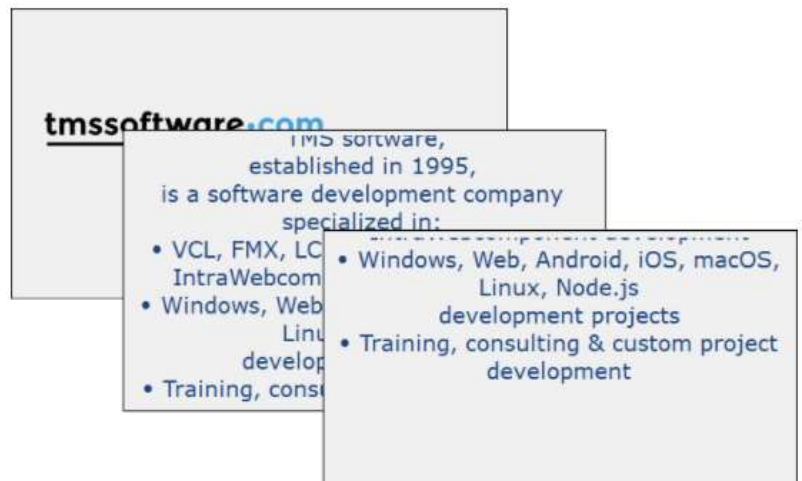 tmssoftware.com
TMS software,
established in 1995,
is a software development company
specialized in:
• VCL, FMX, LC
IntraWebcom
• Windows, Web
Linu
develop
• Training, consu
IntraWebcomponent development
• Windows, Web, Android, iOS, macOS,
Linux, Node.js
development projects
• Training, consulting & custom project
development